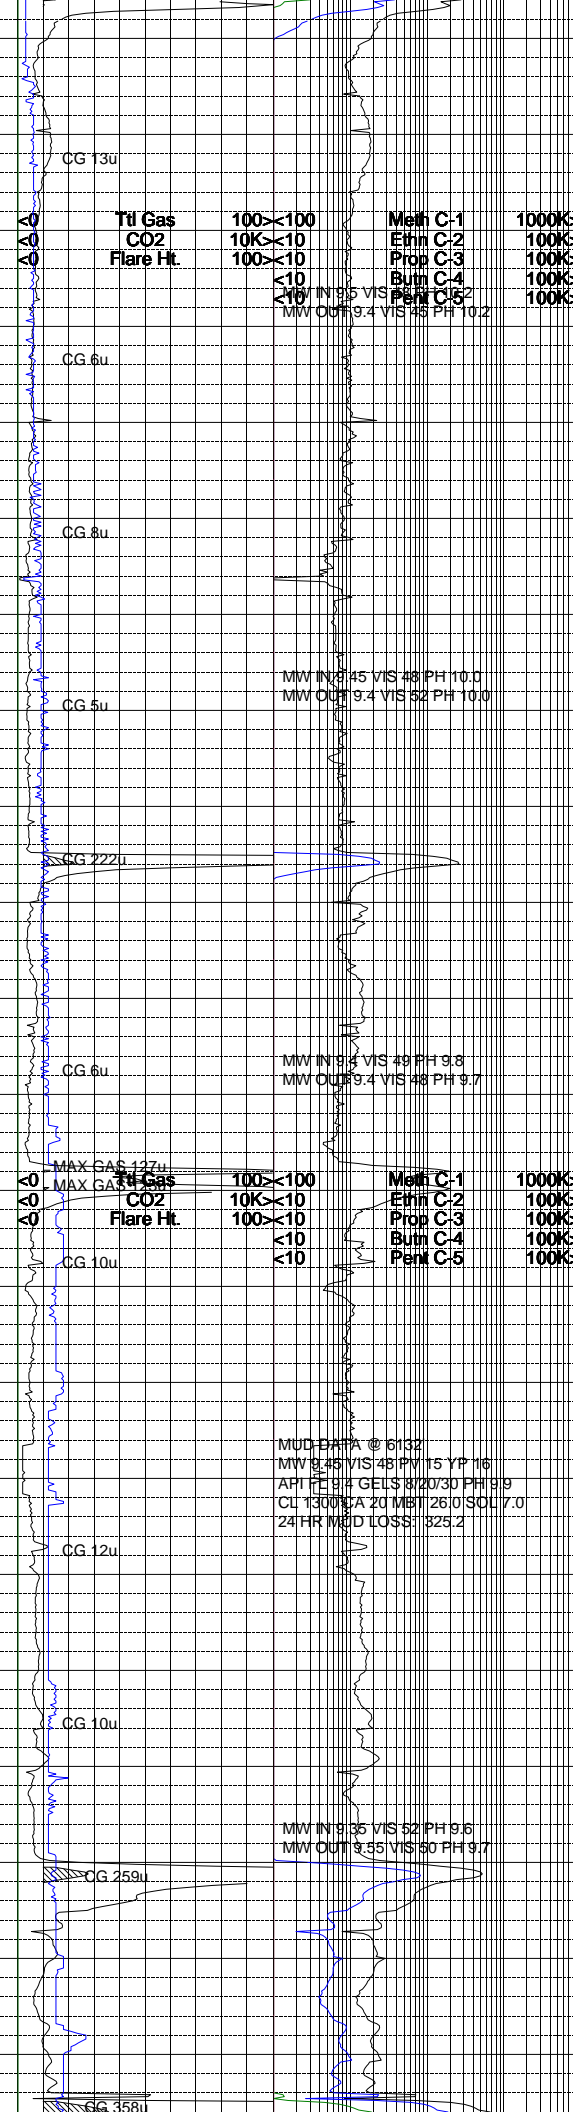 CG 13u
<0 Ttl Gas 100><100 Meth C-1 1000K>
<0 CO2 10K><10 Ethn C-2 100K>
<0 Flare Ht. 100><10 Prop C-3 100K>
<10 Butn C-4 100K>
<10 Pent C-5 100K>
MW IN 9.5 VIS PH 10.2
MW OUT 9.4 VIS 45 PH 10.2
CG 6u
CG 8u
MW IN 9.45 VIS 48 PH 10.0
MW OUT 9.4 VIS 52 PH 10.0
CG 5u
CG 222u
MW IN 9.4 VIS 49 PH 9.8
MW OUT 9.4 VIS 48 PH 9.7
CG 6u
MAX GAS 127u
MAX GAS
<0 Ttl Gas 100><100 Meth C-1 1000K>
<0 CO2 10K><10 Ethn C-2 100K>
<0 Flare Ht. 100><10 Prop C-3 100K>
<10 Butn C-4 100K>
<10 Pent C-5 100K>
CG 10u
MUD DATA @ 6132
MW 9.45 VIS 48 PV 15 YP 16
API FL 9.4 GELS 8/20/30 PH 9.9
CL 1300 CA 20 MBT 26.0 SOL 7.0
24 HR MUD LOSS: 325.2
CG 12u
CG 10u
MW IN 9.35 VIS 52 PH 9.6
MW OUT 9.55 VIS 50 PH 9.7
CG 259u
CG 358u